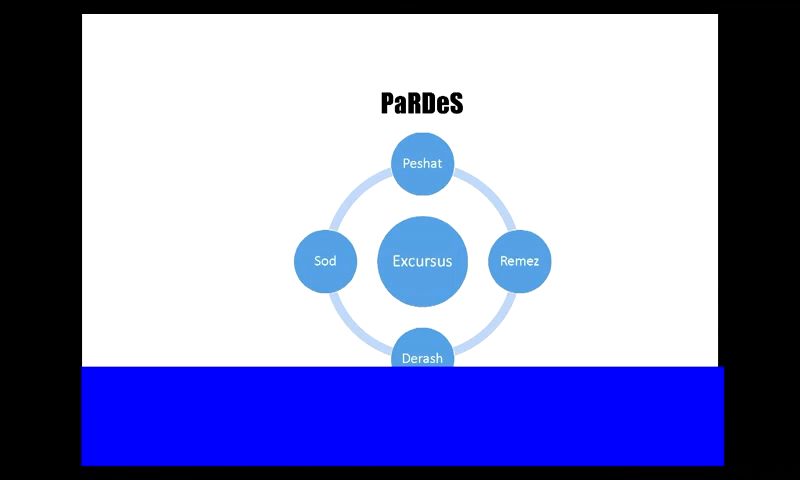 PaRDeS
Peshat
Sod
Excursus
Remez
Derash